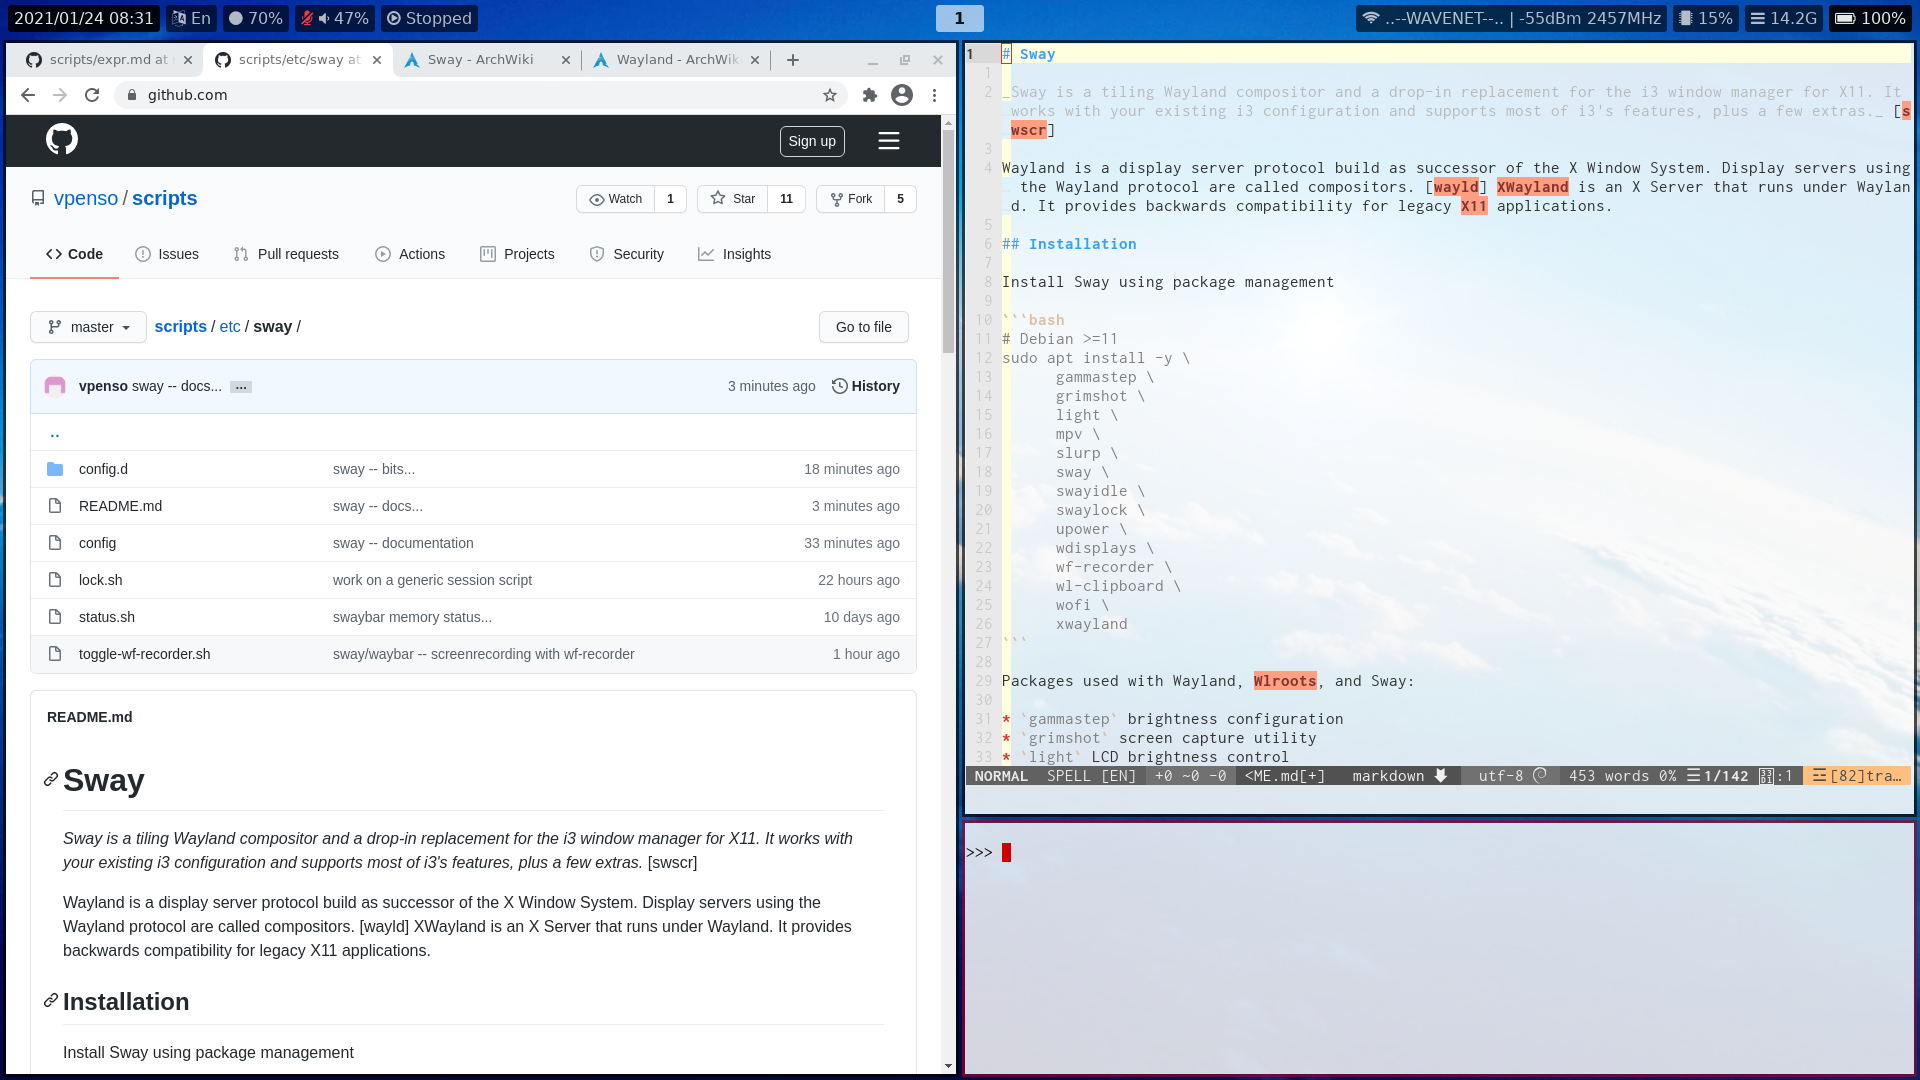 2021/01/24 08:31 En 70% 47% Stopped 1 ..--WAVENET--.. | -55dBm 2457MHz 15% 14.2G 100%
scripts/expr.md at
scripts/etc/sway at
Sway - ArchWiki
Wayland - ArchWik
github.com
Sign up
vpenso / scripts
Watch 1 Star 11 Fork 5
Code Issues Pull requests Actions Projects Security Insights
master scripts / etc / sway / Go to file
vpenso sway -- docs... ... 3 minutes ago History
..
config.d sway -- bits... 18 minutes ago
README.md sway -- docs... 3 minutes ago
config sway -- documentation 33 minutes ago
lock.sh work on a generic session script 22 hours ago
status.sh swaybar memory status... 10 days ago
toggle-wf-recorder.sh sway/waybar -- screenrecording with wf-recorder 1 hour ago
README.md
Sway
Sway is a tiling Wayland compositor and a drop-in replacement for the i3 window manager for X11. It works with
your existing i3 configuration and supports most of i3's features, plus a few extras. [swscr]
Wayland is a display server protocol build as successor of the X Window System. Display servers using the
Wayland protocol are called compositors. [wayld] XWayland is an X Server that runs under Wayland. It provides
backwards compatibility for legacy X11 applications.
Installation
Install Sway using package management
1 # Sway
1
2 _Sway is a tiling Wayland compositor and a drop-in replacement for the i3 window manager for X11. It
works with your existing i3 configuration and supports most of i3's features, plus a few extras._ [s
wscr]
3
4 Wayland is a display server protocol build as successor of the X Window System. Display servers using
the Wayland protocol are called compositors. [wayld] XWayland is an X Server that runs under Waylan
d. It provides backwards compatibility for legacy X11 applications.
5
6 ## Installation
7
8 Install Sway using package management
9
10 ```bash
11 # Debian >=11
12 sudo apt install -y \
13 gammastep \
14 grimshot \
15 light \
16 mpv \
17 slurp \
18 sway \
19 swayidle \
20 swaylock \
21 upower \
22 wdisplays \
23 wf-recorder \
24 wl-clipboard \
25 wofi \
26 xwayland
27 ```
28
29 Packages used with Wayland, Wlroots, and Sway:
30
31 * `gammastep` brightness configuration
32 * `grimshot` screen capture utility
33 * `light` LCD brightness control
NORMAL SPELL [EN] +0 ~0 -0 <ME.md[+] markdown utf-8 453 words 0% 1/142 :1 [82]tra…
>>>